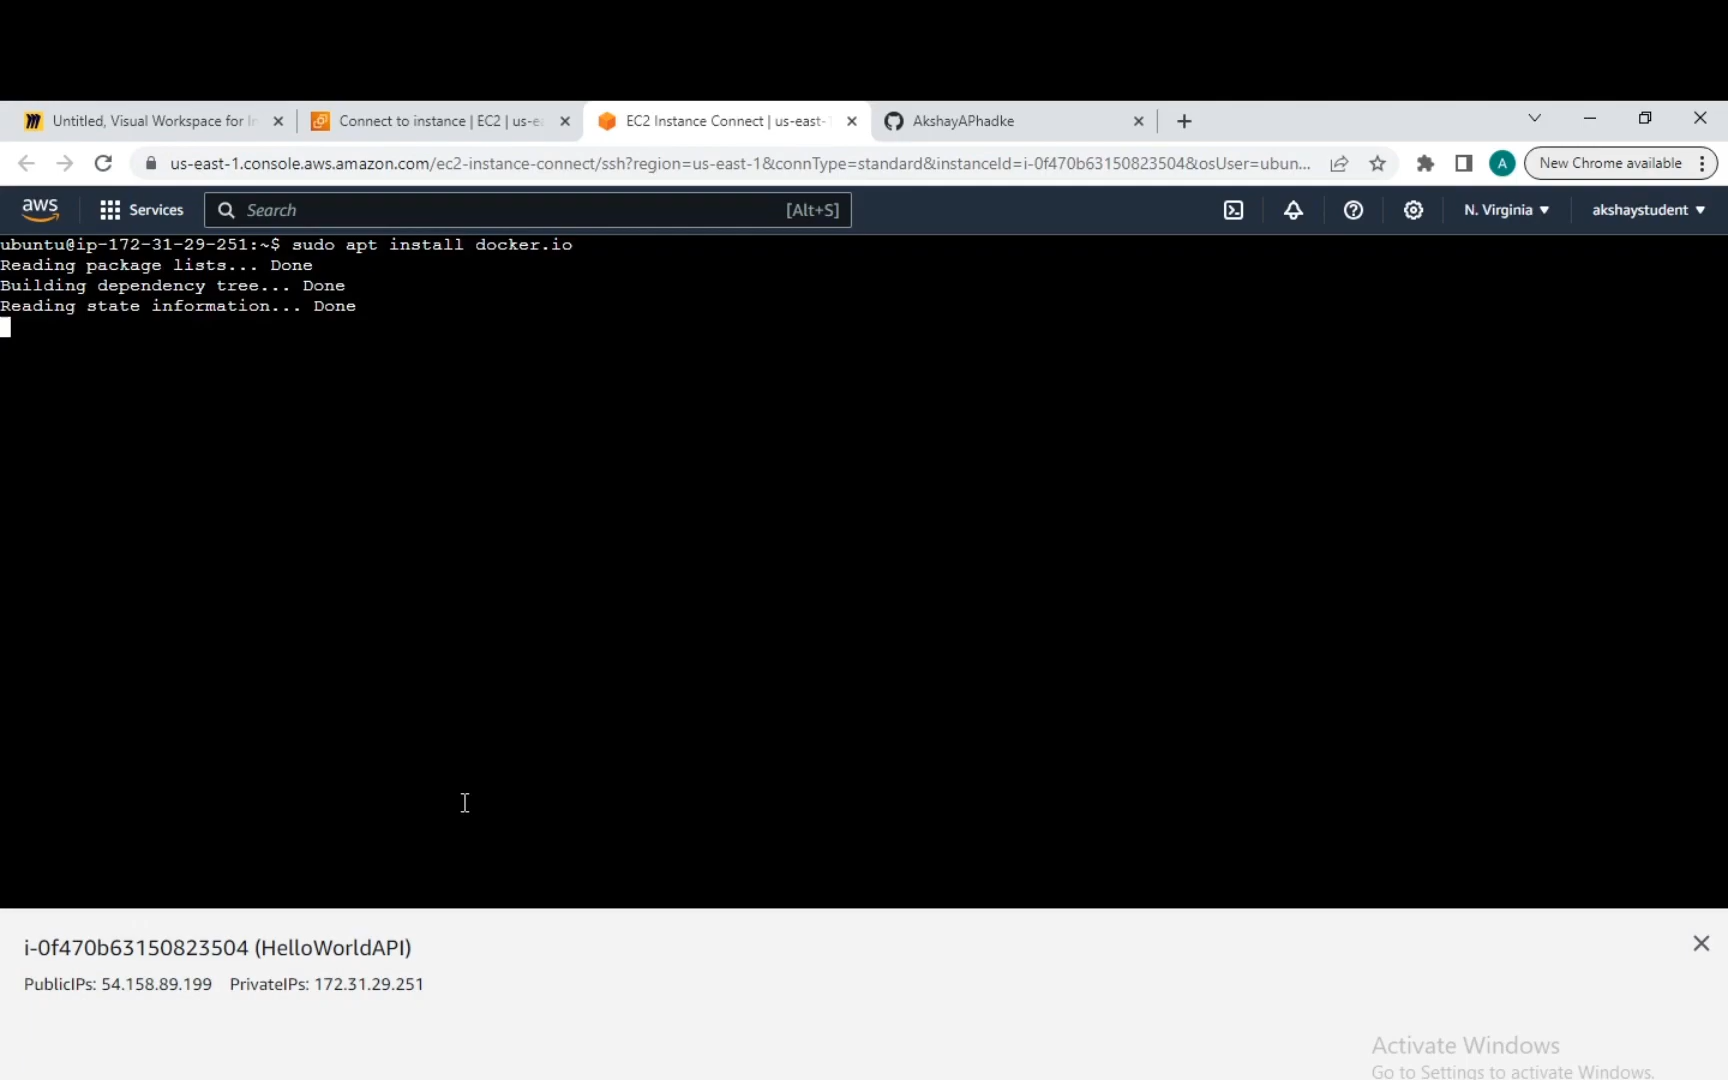 Untitled, Visual Workspace for In
Connect to instance | EC2 | us-ea
EC2 Instance Connect | us-east-1
AkshayAPhadke
us-east-1.console.aws.amazon.com/ec2-instance-connect/ssh?region=us-east-1&connType=standard&instanceId=i-0f470b63150823504&osUser=ubun...
A
New Chrome available
aws
Services
Search
[Alt+S]
N. Virginia
akshaystudent
ubuntu@ip-172-31-29-251:~$ sudo apt install docker.io
Reading package lists... Done
Building dependency tree... Done
Reading state information... Done
i-0f470b63150823504 (HelloWorldAPI)
PublicIPs: 54.158.89.199 PrivateIPs: 172.31.29.251
Activate Windows
Go to Settings to activate Windows.